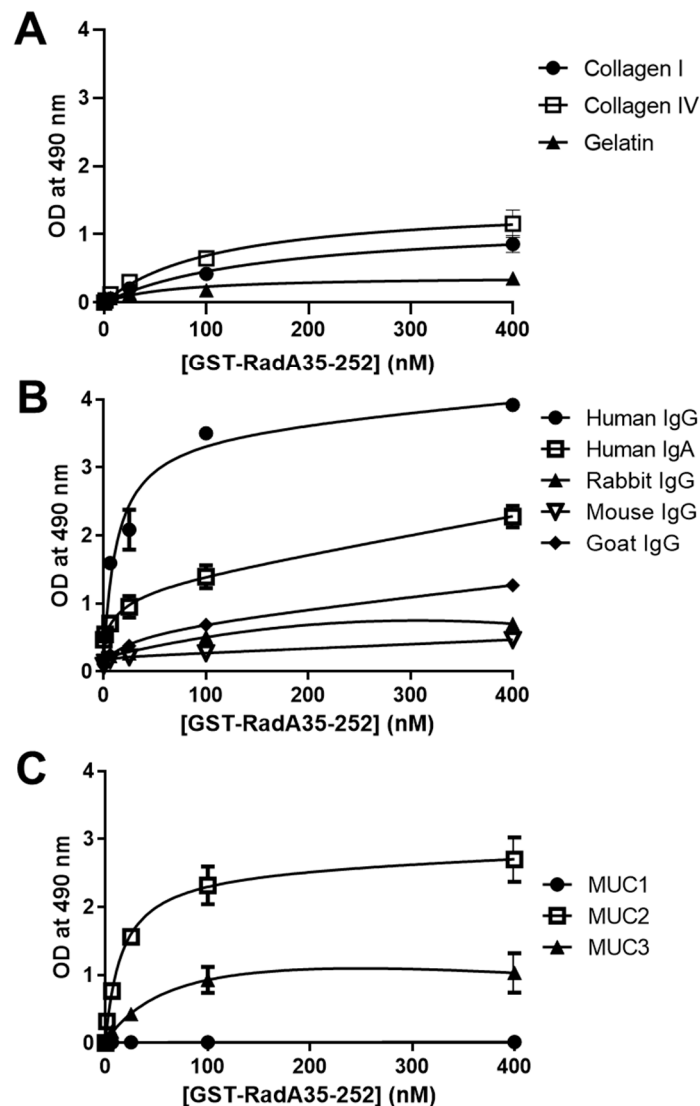 A
4
3
2
1
0
OD at 490 nm
0 100 200 300 400
[GST-RadA35-252] (nM)
Collagen I
Collagen IV
Gelatin
B
4
3
2
1
0
OD at 490 nm
0 100 200 300 400
[GST-RadA35-252] (nM)
Human IgG
Human IgA
Rabbit IgG
Mouse IgG
Goat IgG
C
4
3
2
1
0
OD at 490 nm
0 100 200 300 400
[GST-RadA35-252] (nM)
MUC1
MUC2
MUC3